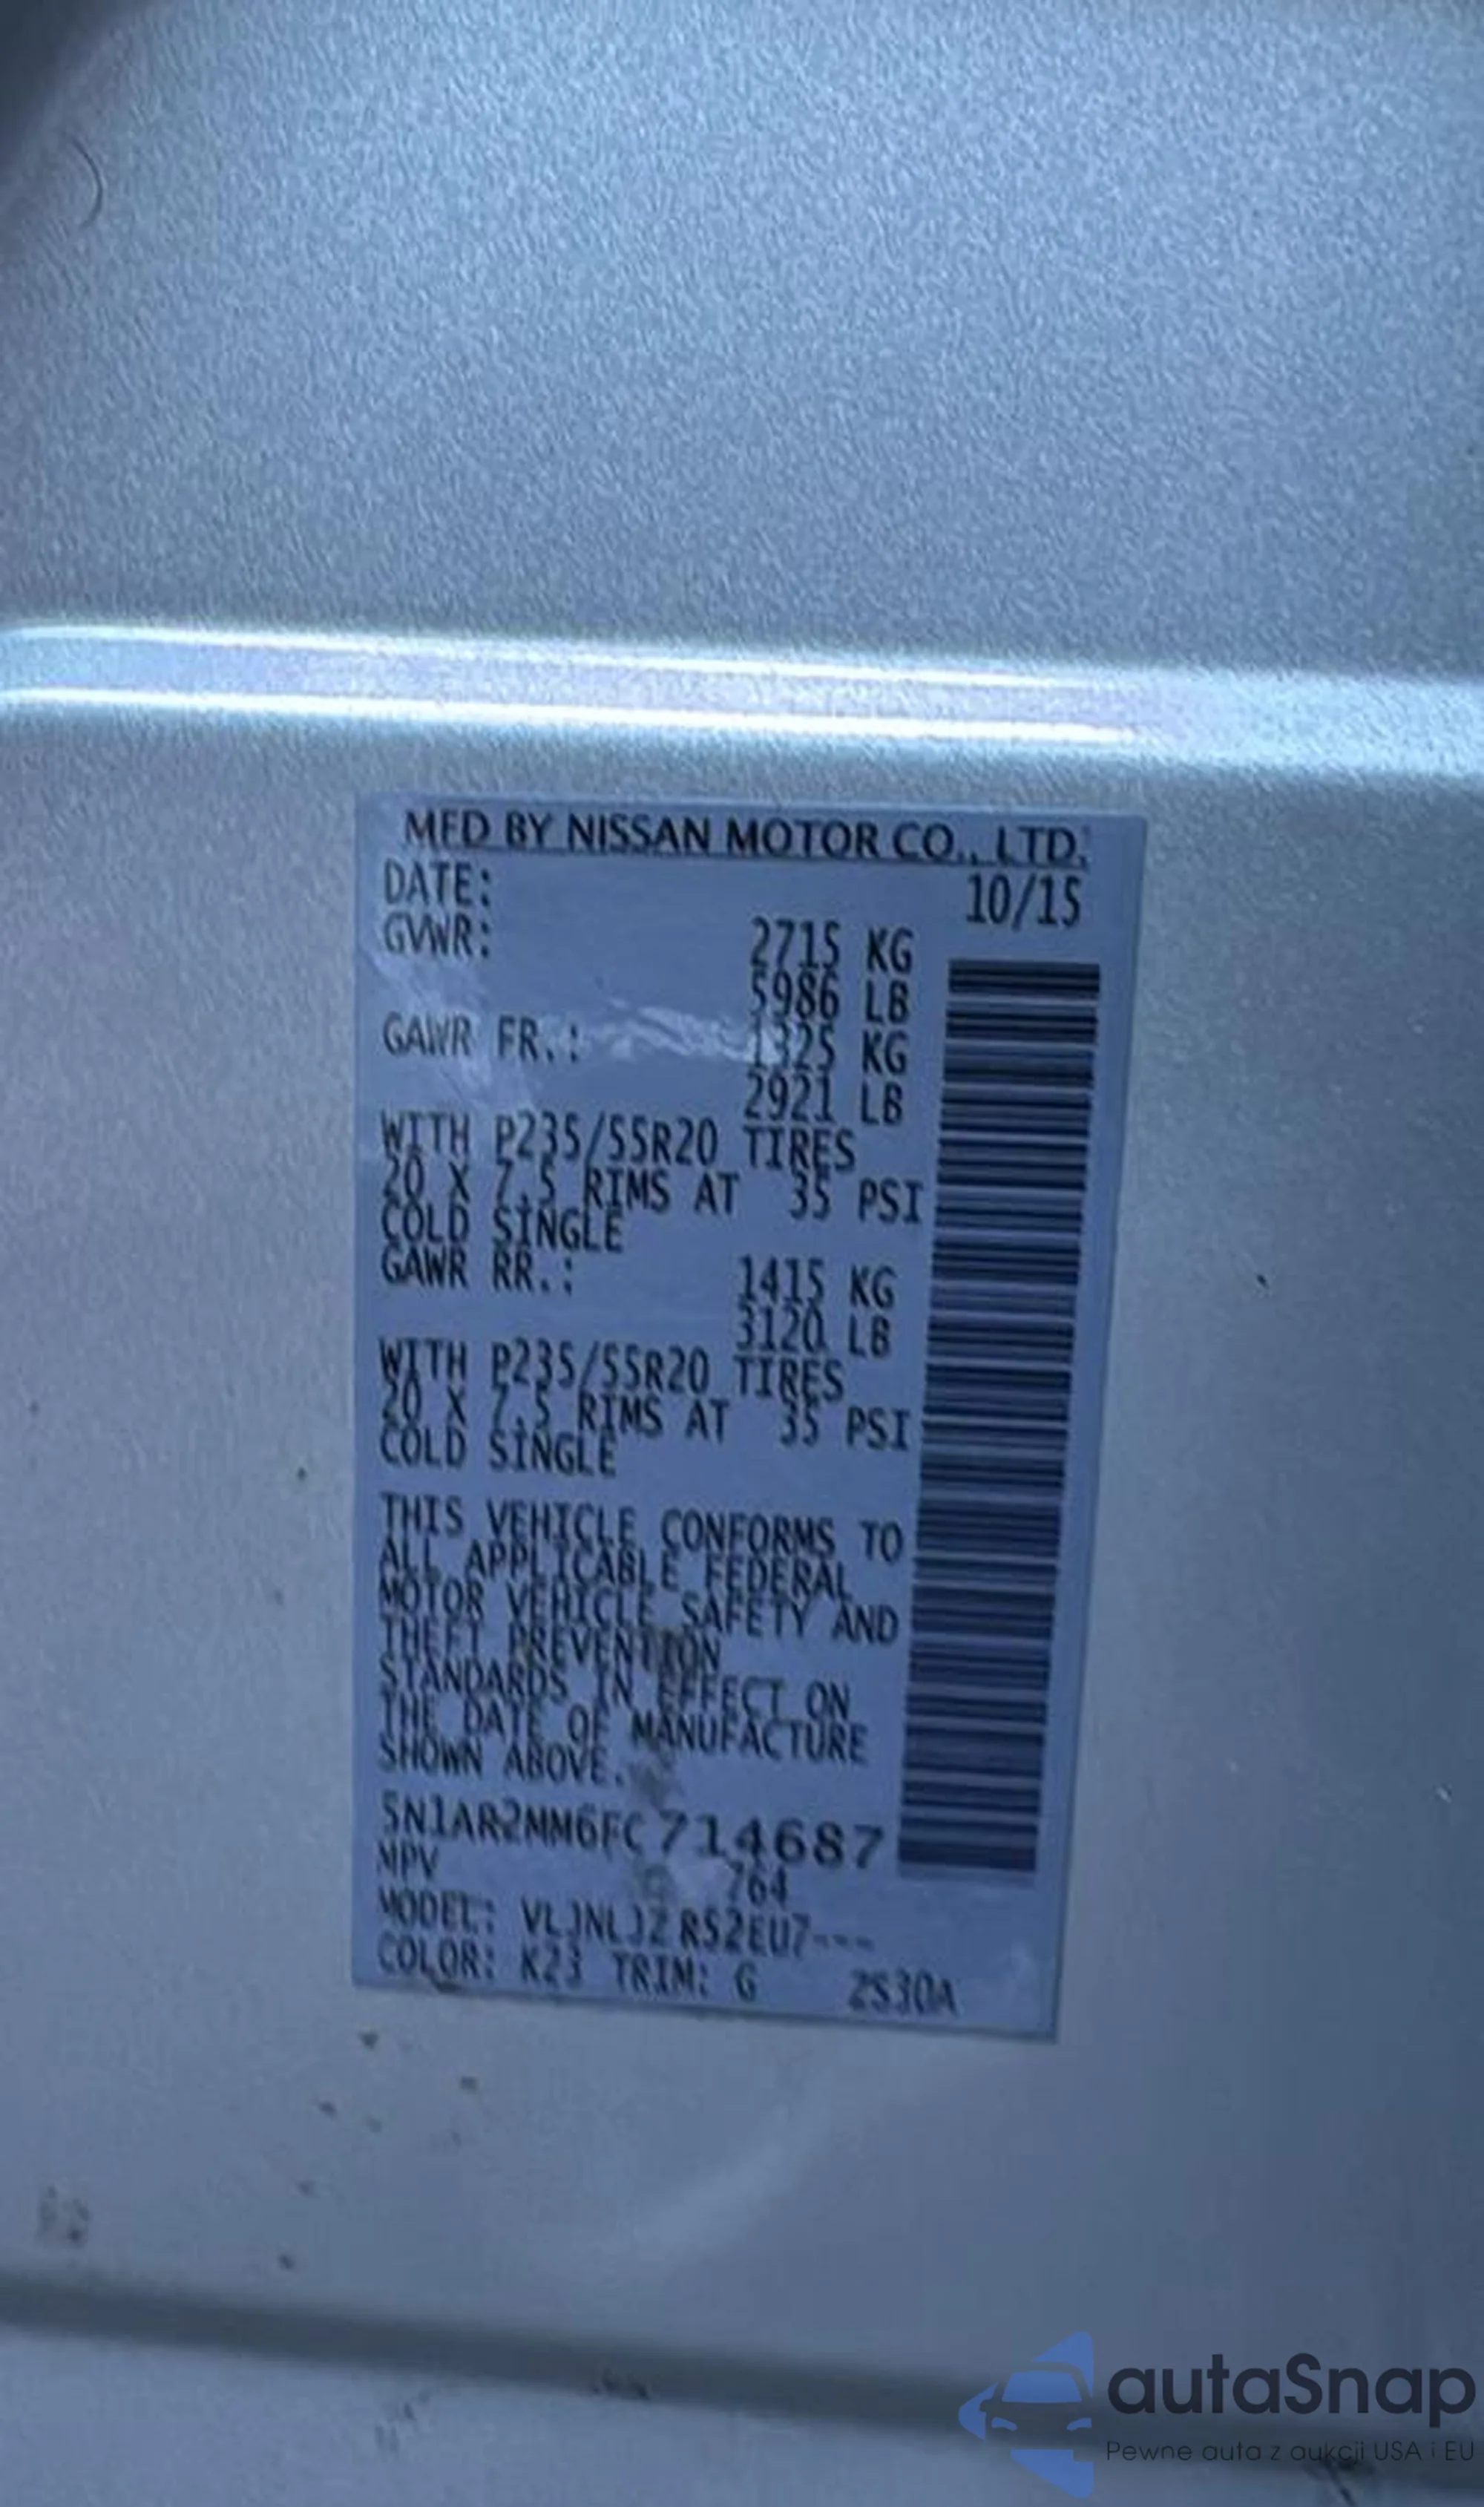 MFD BY NISSAN MOTOR CO., LTD.
DATE: 10/15
GVWR: 2715 KG
5986 LB
GAWR FR.: 1325 KG
2921 LB
WITH P235/55R20 TIRES
20 X 7.5 RIMS AT 35 PSI
COLD SINGLE
GAWR RR.: 1415 KG
3120 LB
WITH P235/55R20 TIRES
20 X 7.5 RIMS AT 35 PSI
COLD SINGLE
THIS VEHICLE CONFORMS TO
ALL APPLICABLE FEDERAL
MOTOR VEHICLE SAFETY AND
THEFT PREVENTION
STANDARDS IN EFFECT ON
THE DATE OF MANUFACTURE
SHOWN ABOVE.
5N1AR2MM6FC714687
MPV 764
MODEL:
COLOR: K23 TRIM: G 2S30A
autaSnap
Pewne auta z aukcji USA i EU